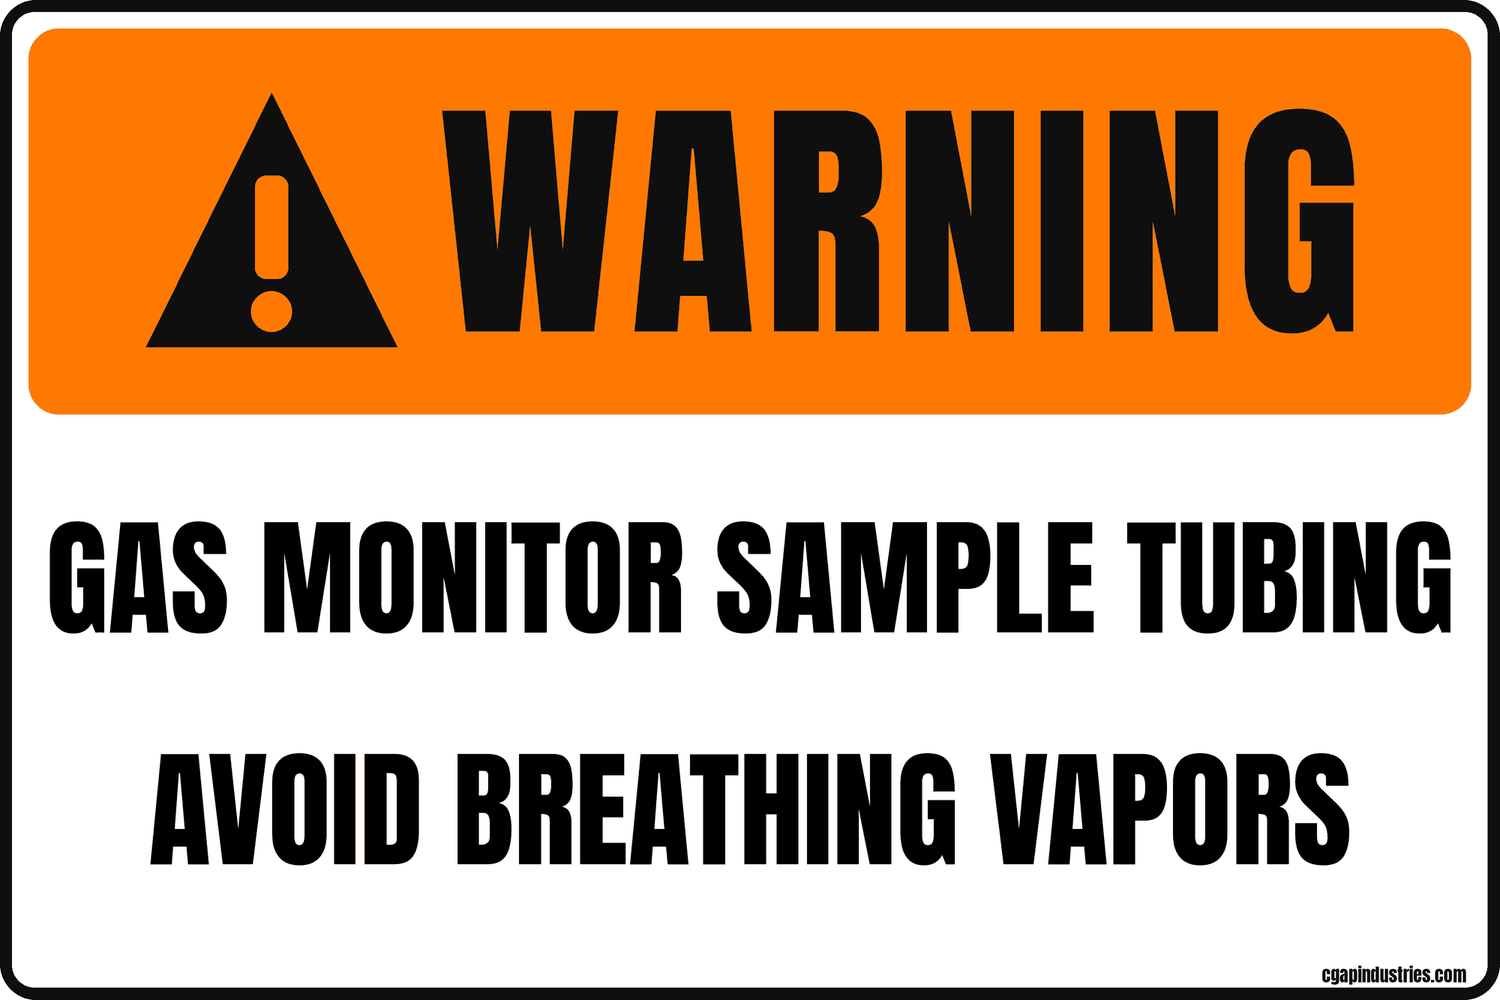 WARNING
GAS MONITOR SAMPLE TUBING
AVOID BREATHING VAPORS
cgapindustries.com